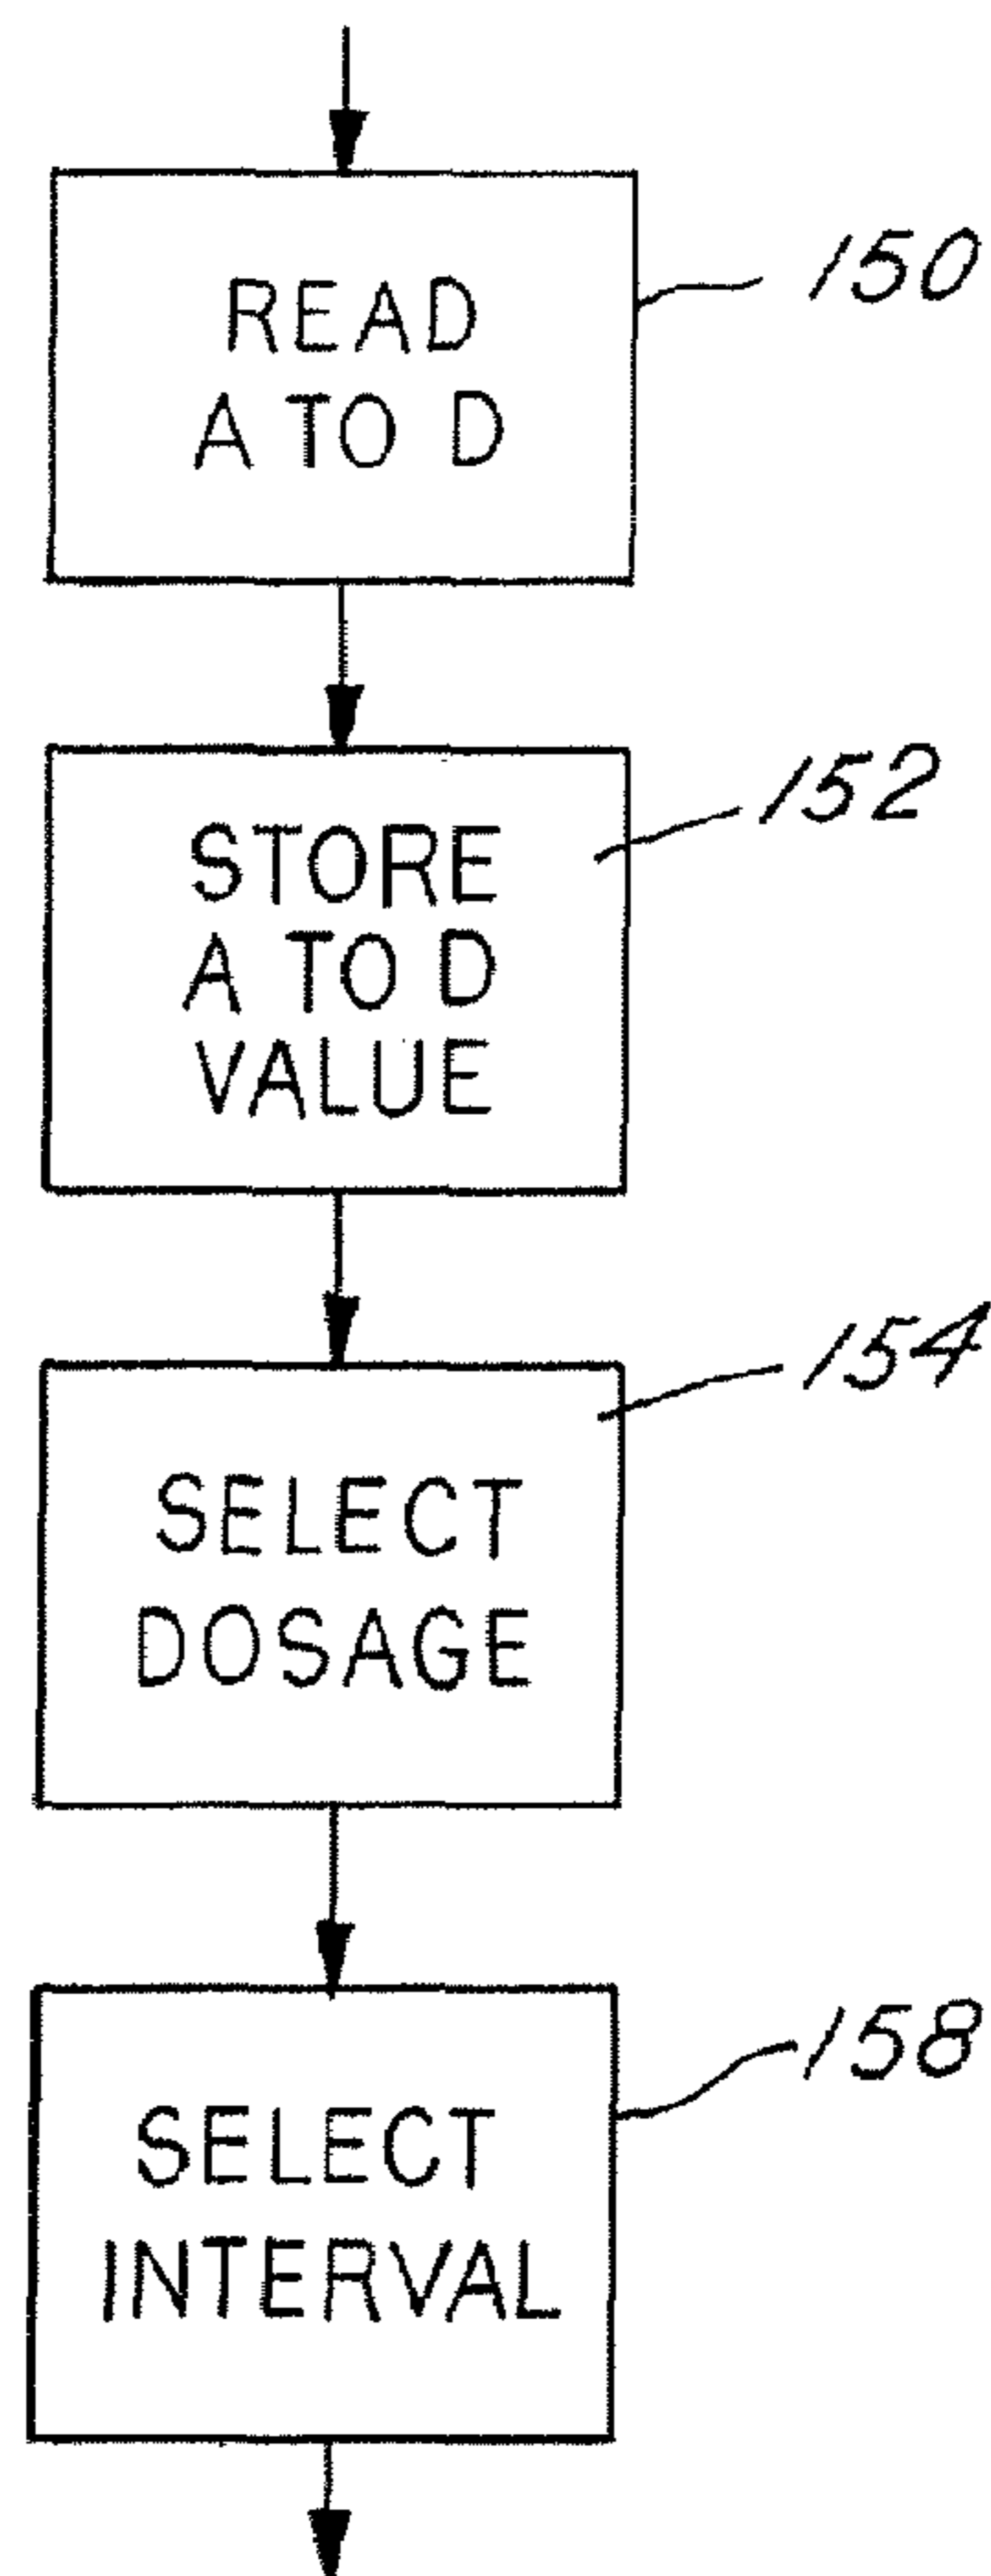 READ
A TO D
150
STORE
A TO D
VALUE
152
SELECT
DOSAGE
154
SELECT
INTERVAL
158